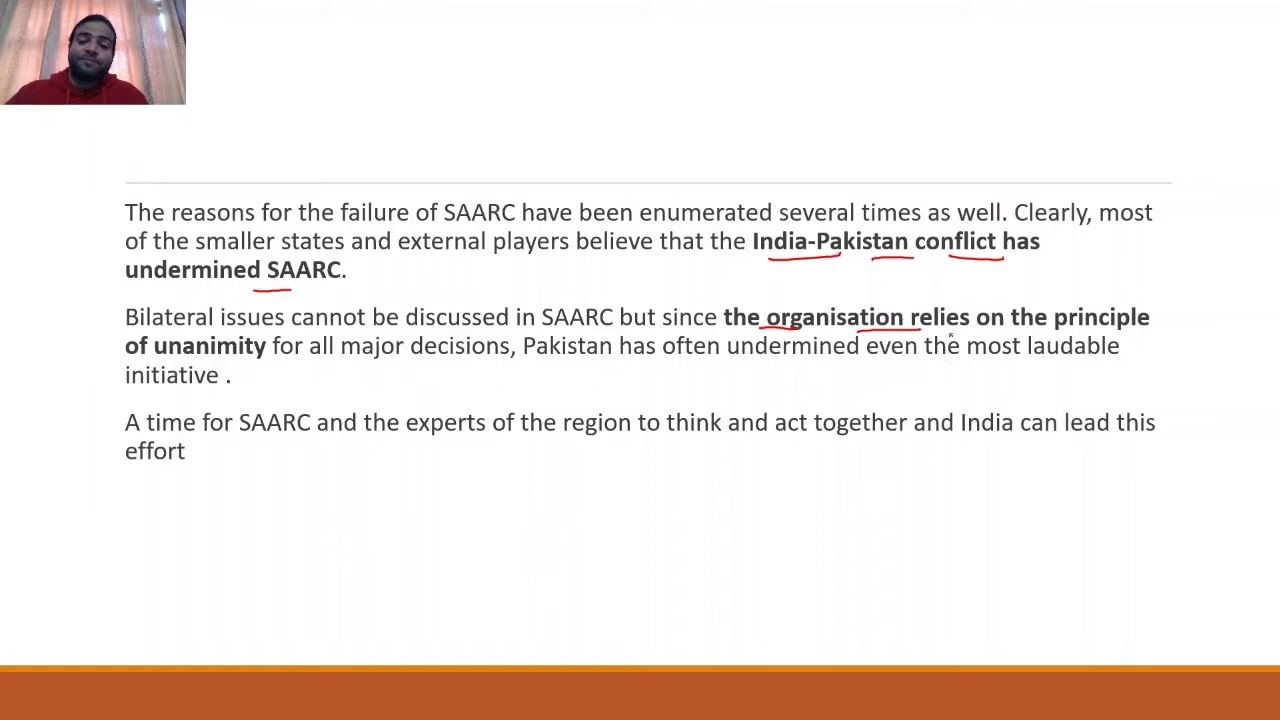 The reasons for the failure of SAARC have been enumerated several times as well. Clearly, most
of the smaller states and external players believe that the India-Pakistan conflict has
undermined SAARC.
Bilateral issues cannot be discussed in SAARC but since the organisation relies on the principle
of unanimity for all major decisions, Pakistan has often undermined even the most laudable
initiative .
A time for SAARC and the experts of the region to think and act together and India can lead this
effort